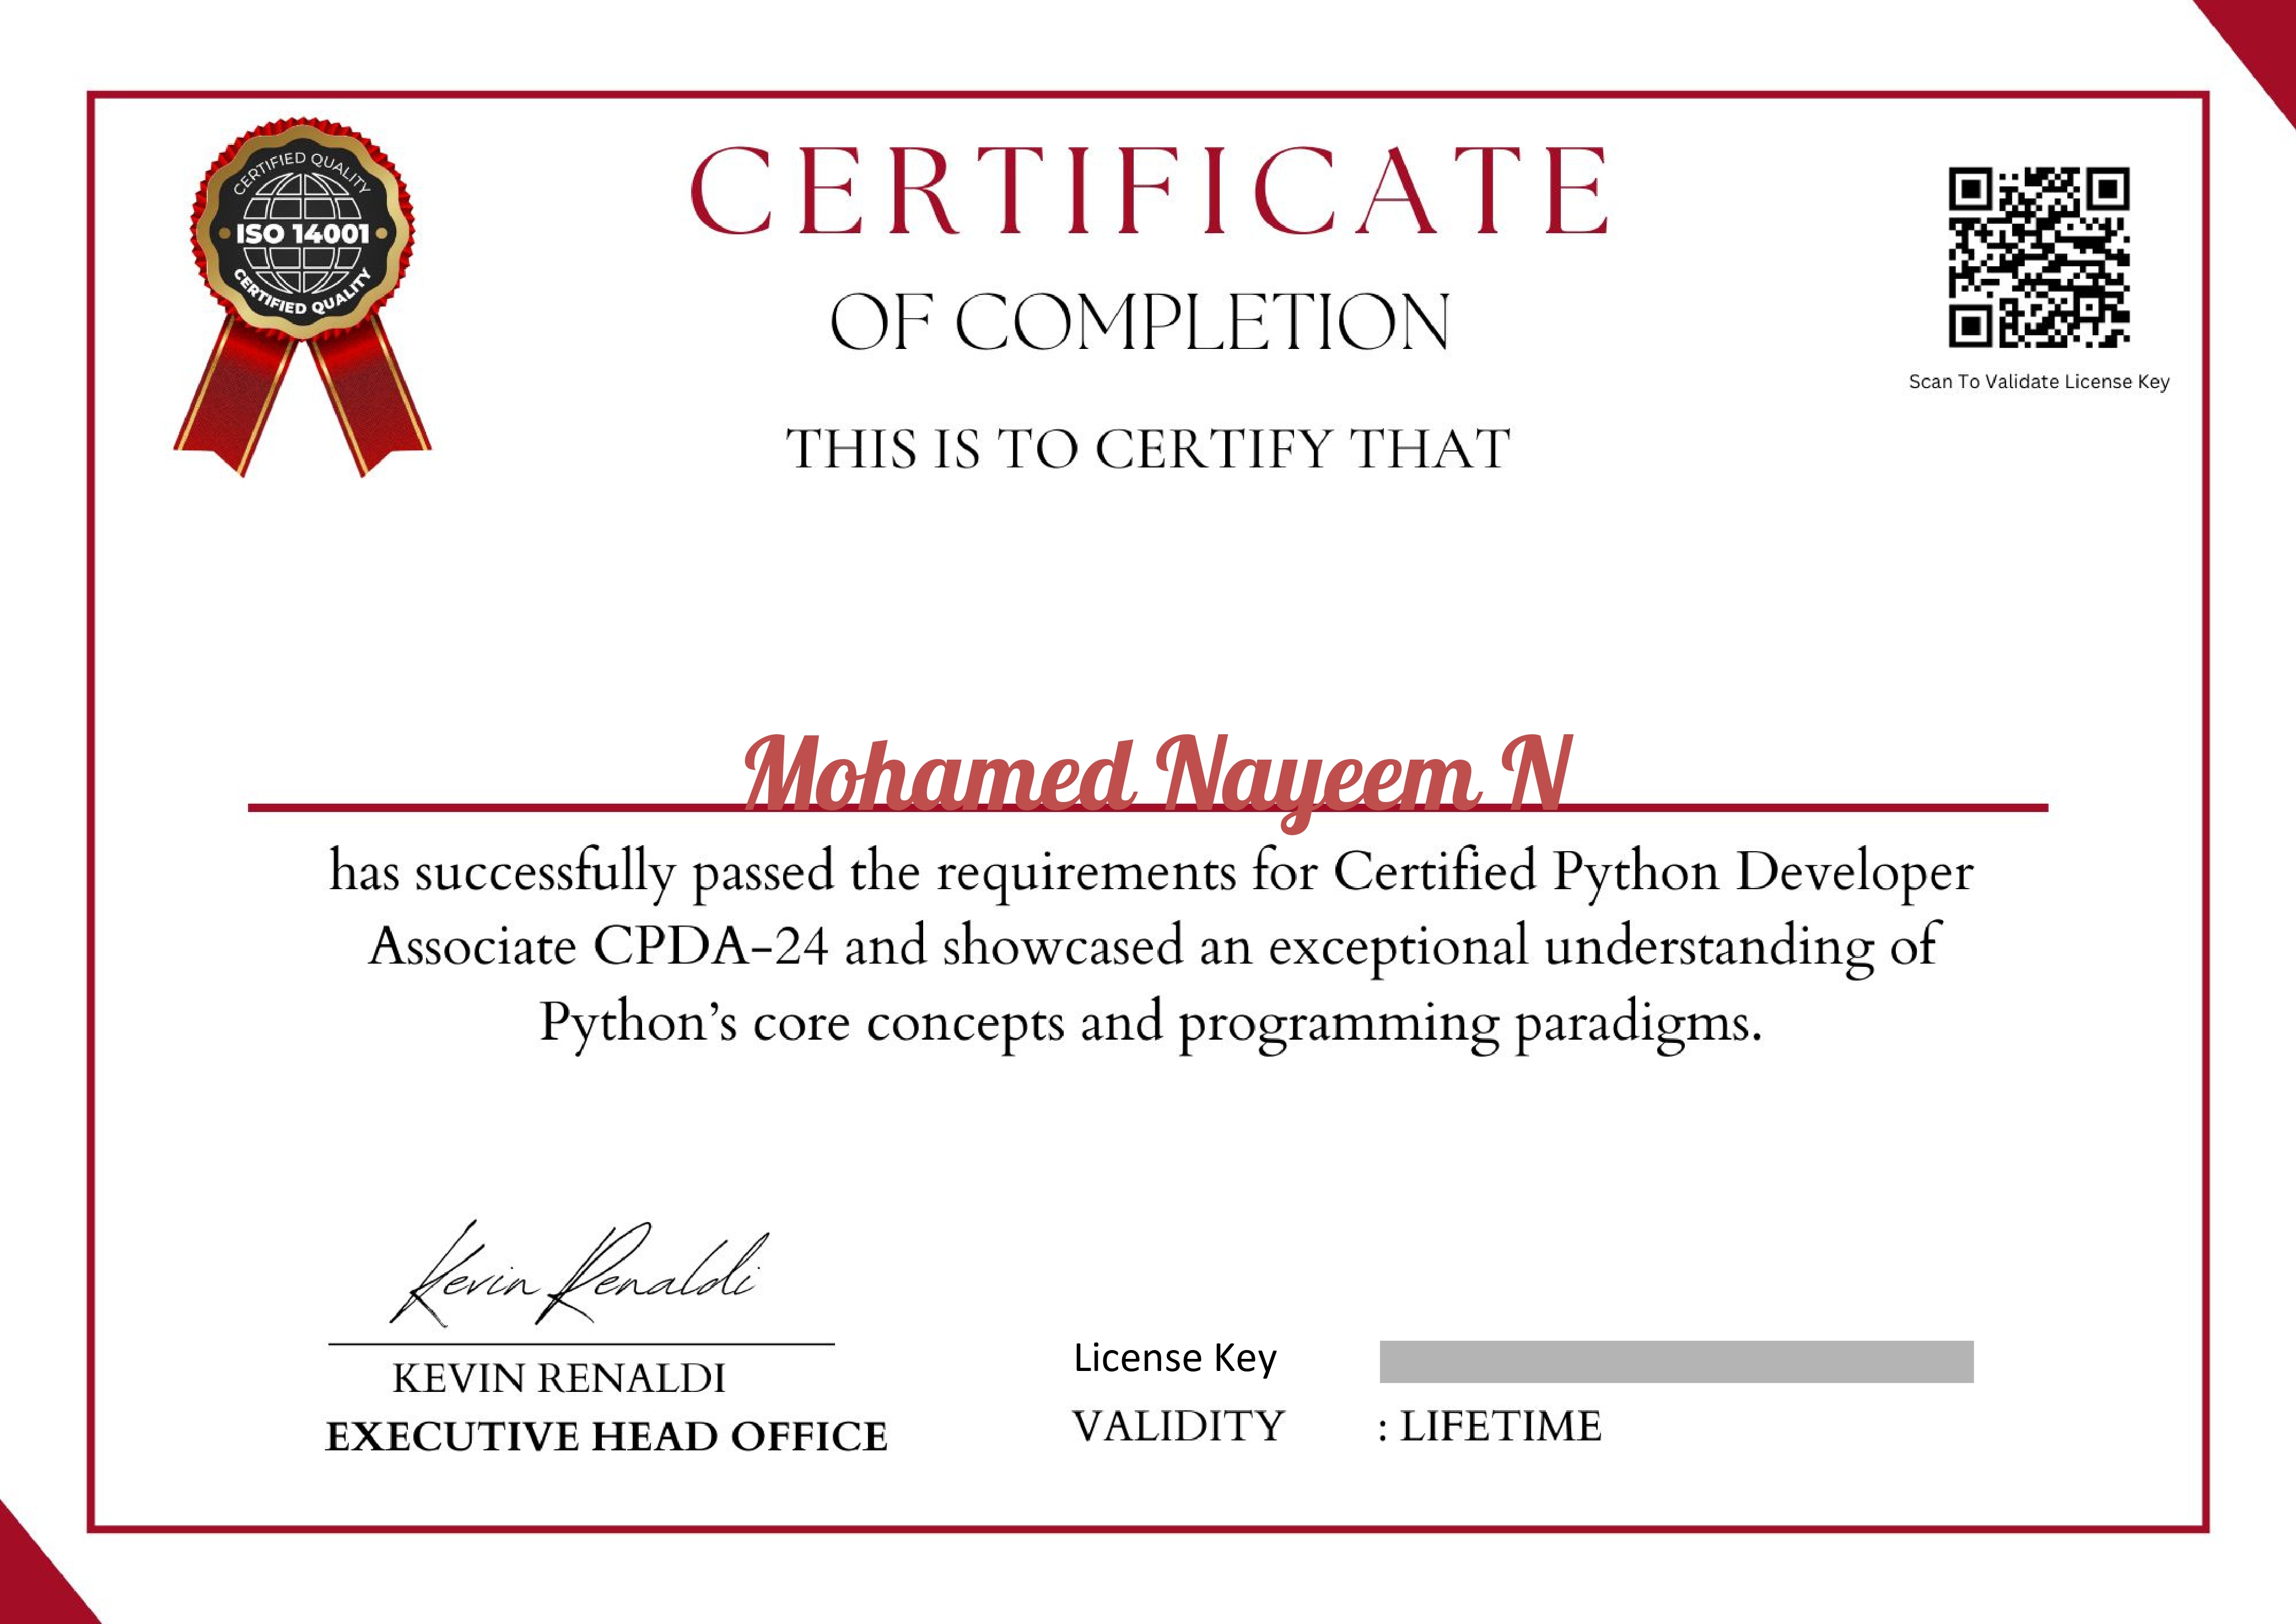 CERTIFIED QUALITY
ISO 14001
CERTIFIED QUALITY
CERTIFICATE
OF COMPLETION
THIS IS TO CERTIFY THAT
Scan To Validate License Key
Mohamed Nayeem N
has successfully passed the requirements for Certified Python Developer
Associate CPDA-24 and showcased an exceptional understanding of
Python’s core concepts and programming paradigms.
Kevin Renaldi
KEVIN RENALDI
EXECUTIVE HEAD OFFICE
License Key
VALIDITY : LIFETIME